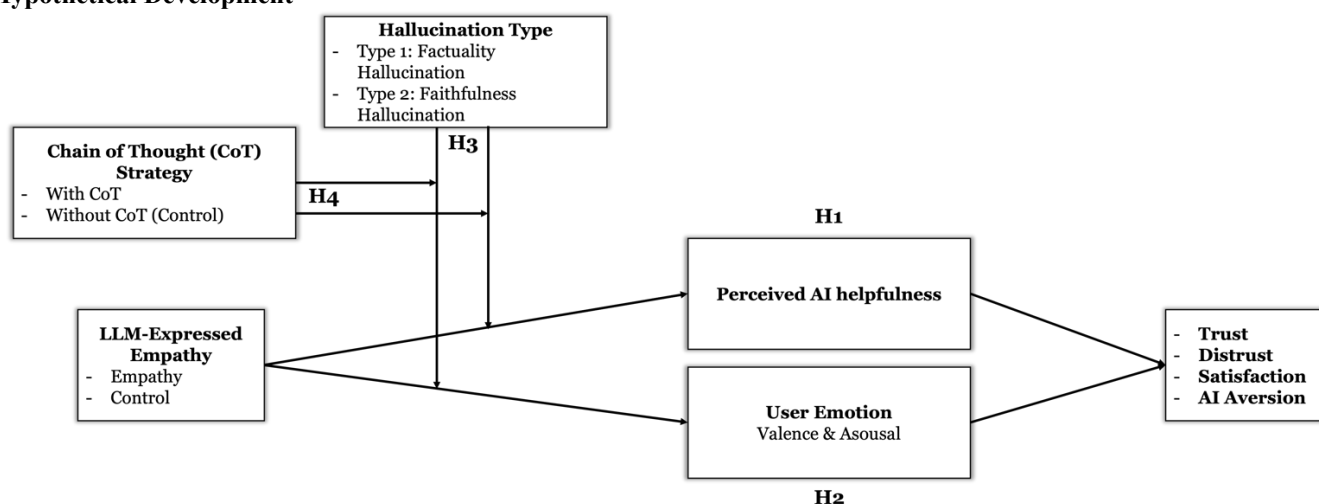 Hypothetical Development
Hallucination Type
- Type 1: Factuality
Hallucination
- Type 2: Faithfulness
Hallucination
H3
Chain of Thought (CoT)
Strategy
- With CoT
- Without CoT (Control)
H4
H1
Perceived AI helpfulness
LLM-Expressed
Empathy
- Empathy
- Control
- Trust
- Distrust
- Satisfaction
- AI Aversion
User Emotion
Valence & Asousal
H2